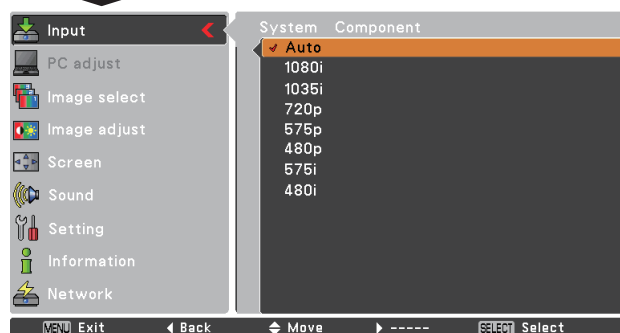 Input
PC adjust
Image select
Image adjust
Screen
Sound
Setting
Information
Network
System Component
Auto
1080i
1035i
720p
575p
480p
575i
480i
MENU Exit Back Move ----- SELECT Select